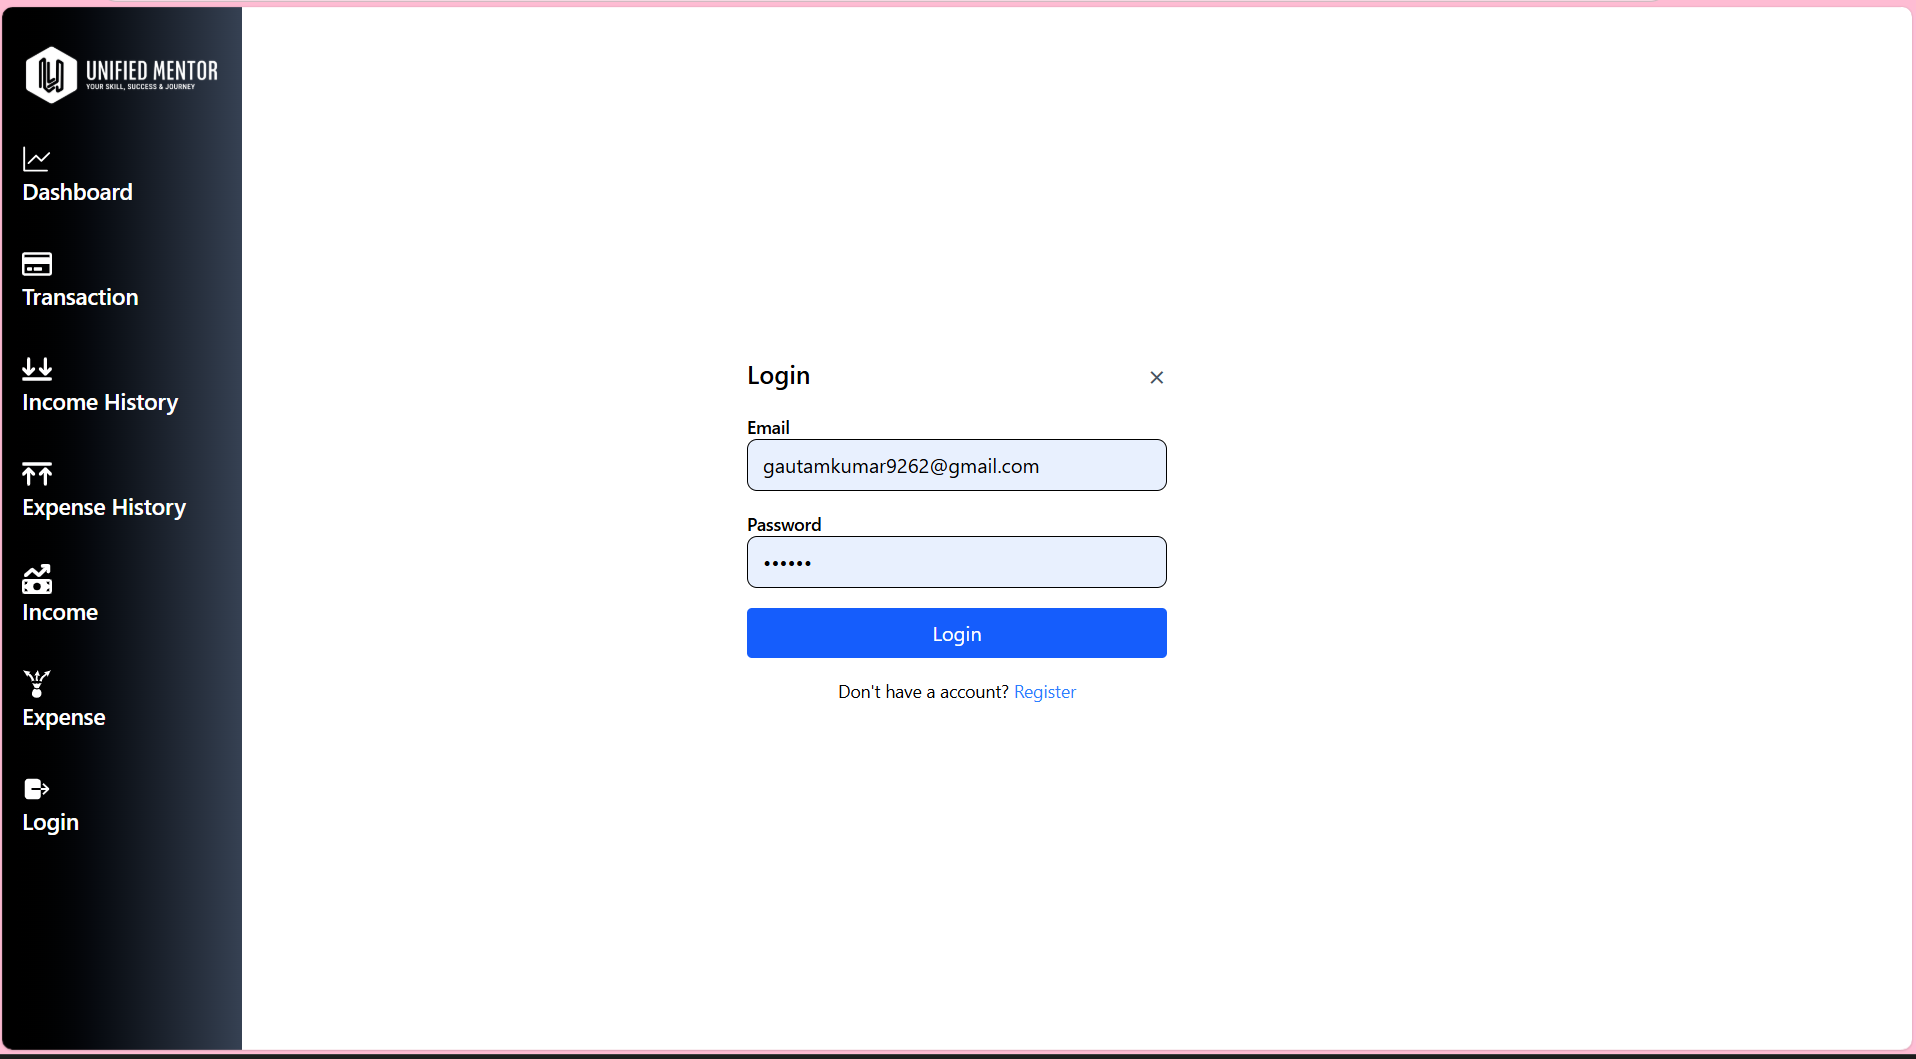 UNIFIED MENTOR
YOUR SKILL, SUCCESS & JOURNEY
Dashboard
Transaction
Income History
Expense History
Income
Expense
Login
Login
×
Email
gautamkumar9262@gmail.com
Password
••••••
Login
Don't have a account? Register